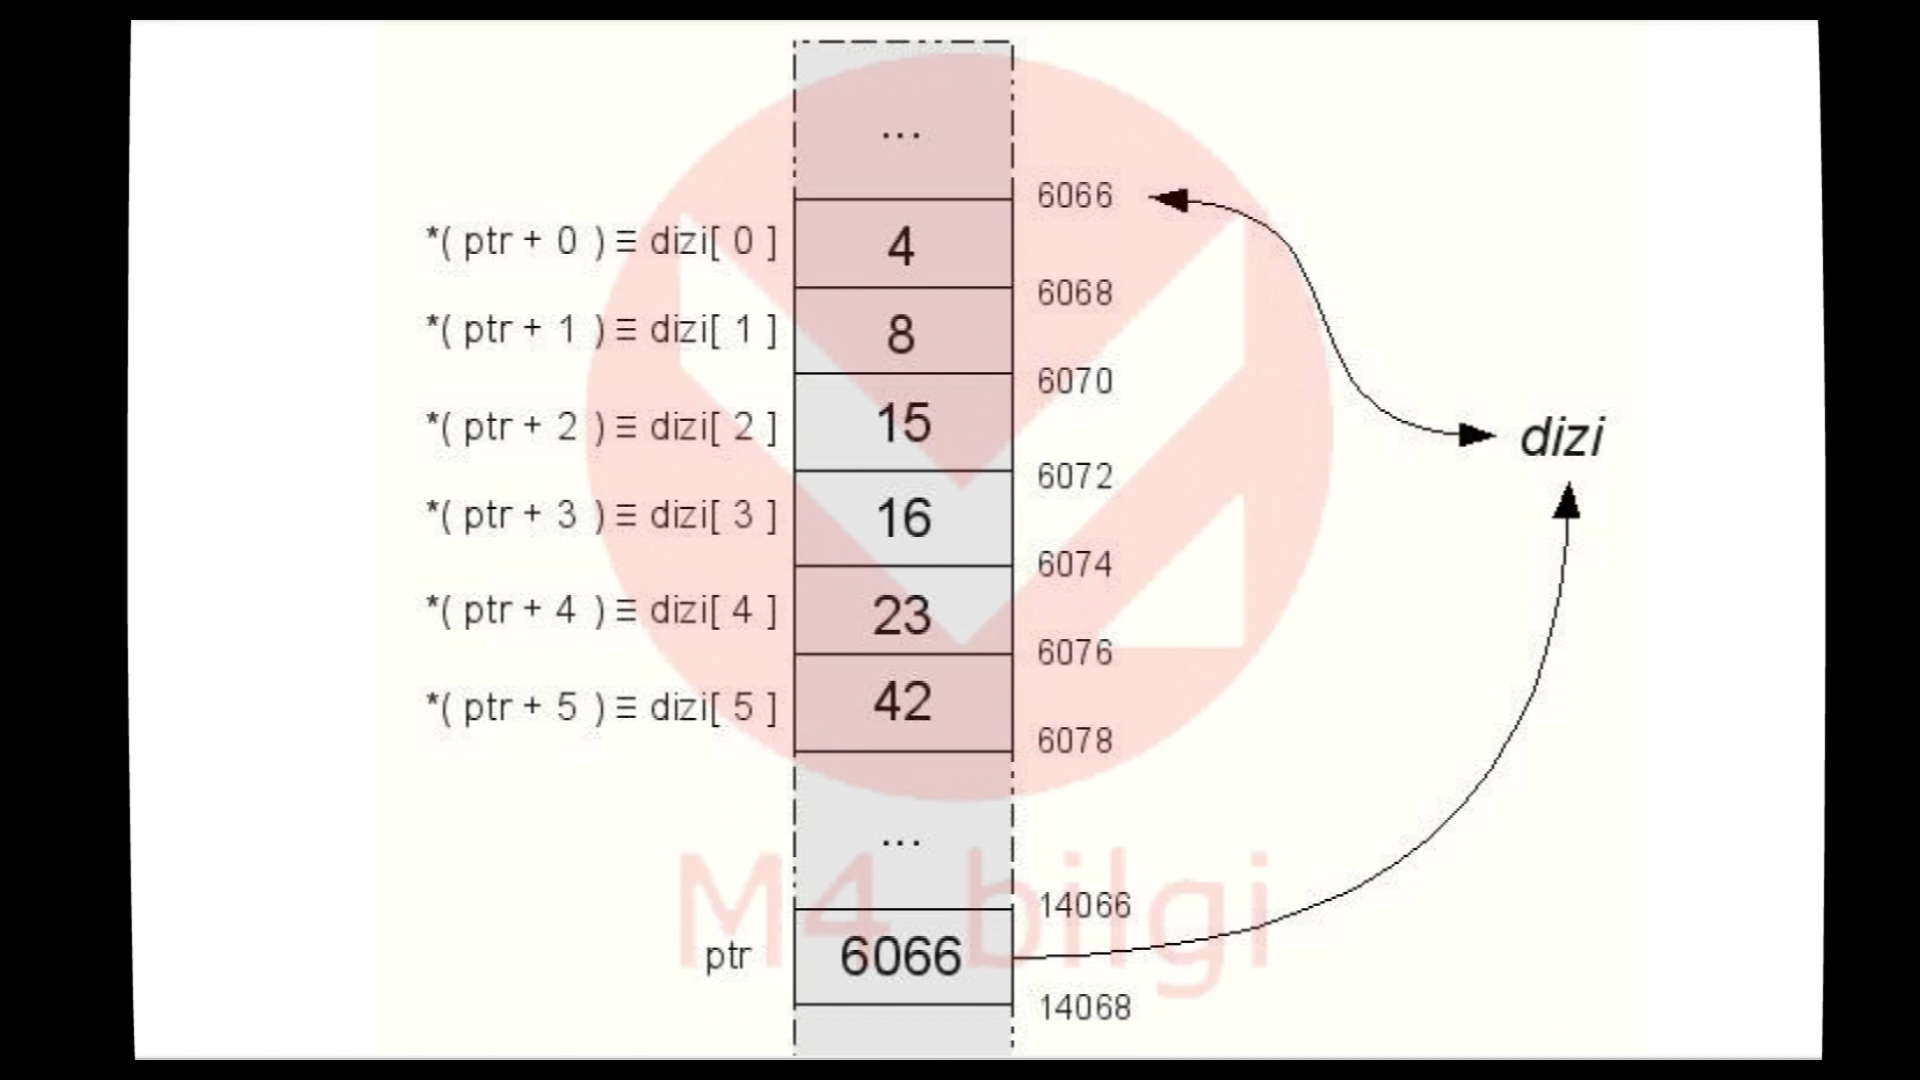 ...
6066
*( ptr + 0 ) ≡ dizi[ 0 ] 4
6068
*( ptr + 1 ) ≡ dizi[ 1 ] 8
6070
*( ptr + 2 ) ≡ dizi[ 2 ] 15
dizi
6072
*( ptr + 3 ) ≡ dizi[ 3 ] 16
6074
*( ptr + 4 ) ≡ dizi[ 4 ] 23
6076
*( ptr + 5 ) ≡ dizi[ 5 ] 42
6078
...
M4 bilgi
14066
ptr 6066
14068